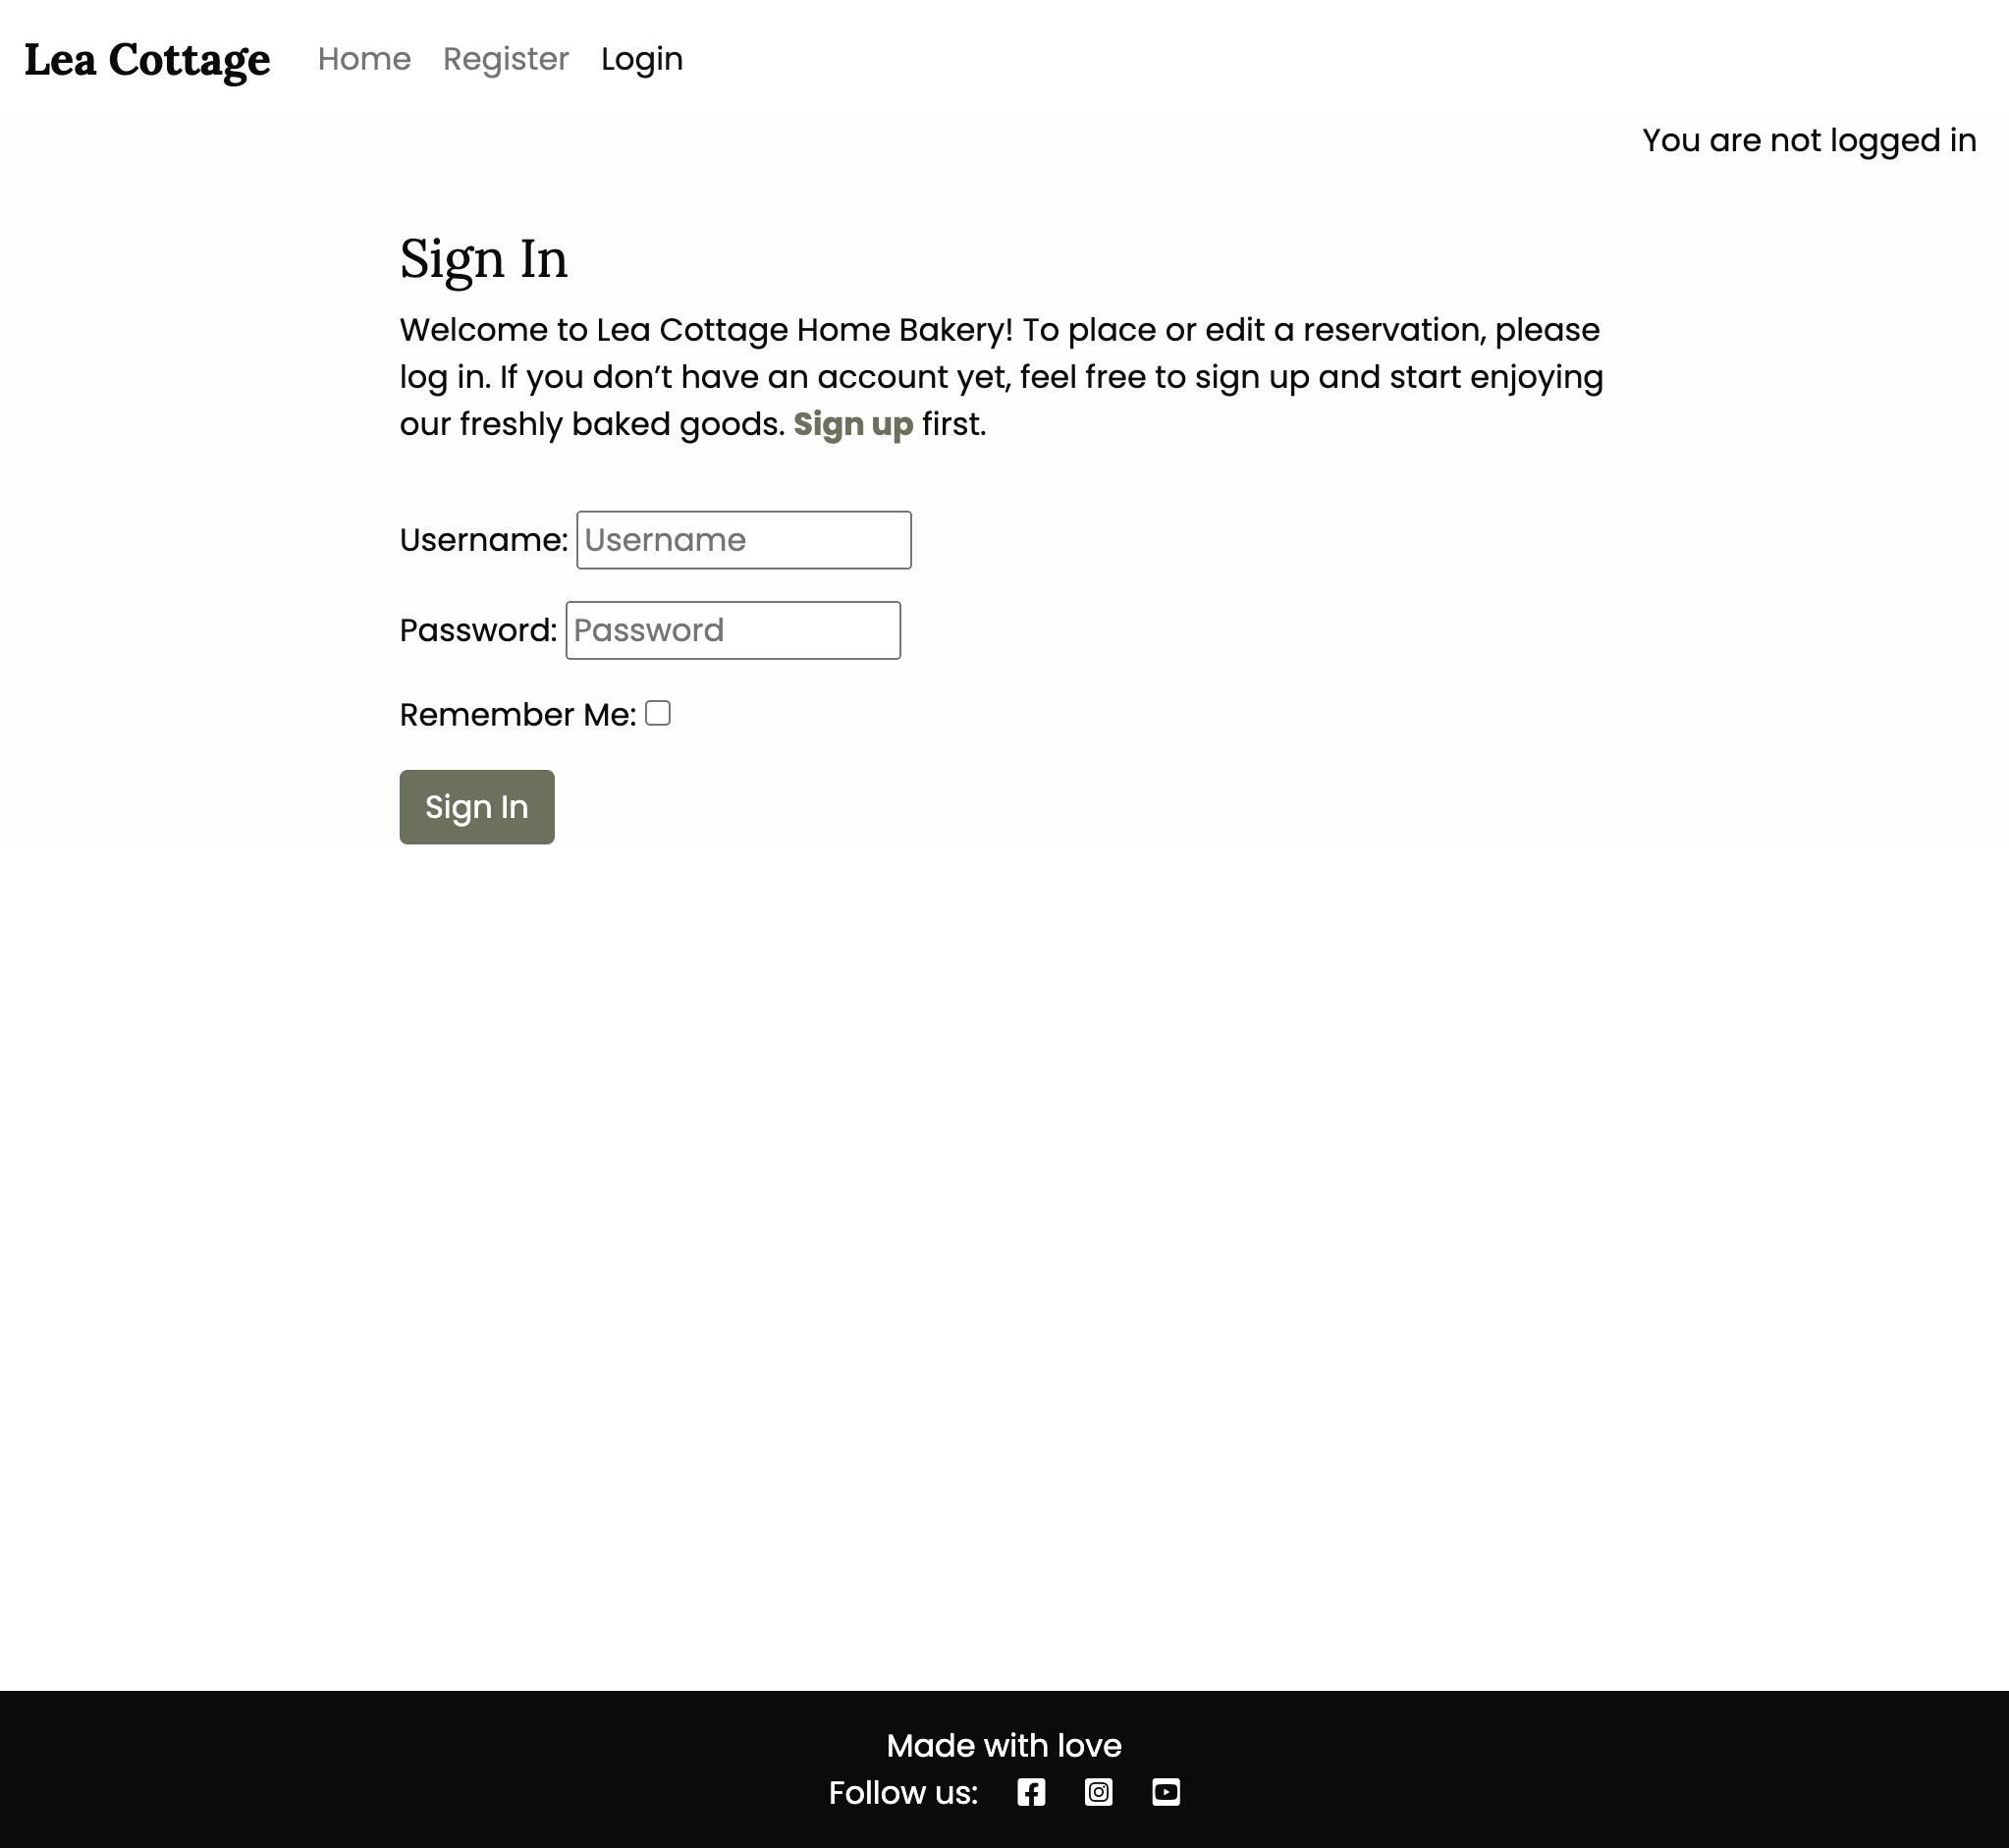 Lea Cottage Home Register Login
You are not logged in
Sign In
Welcome to Lea Cottage Home Bakery! To place or edit a reservation, please
log in. If you don’t have an account yet, feel free to sign up and start enjoying
our freshly baked goods. Sign up first.
Username: Username
Password: Password
Remember Me:
Sign In
Made with love
Follow us: